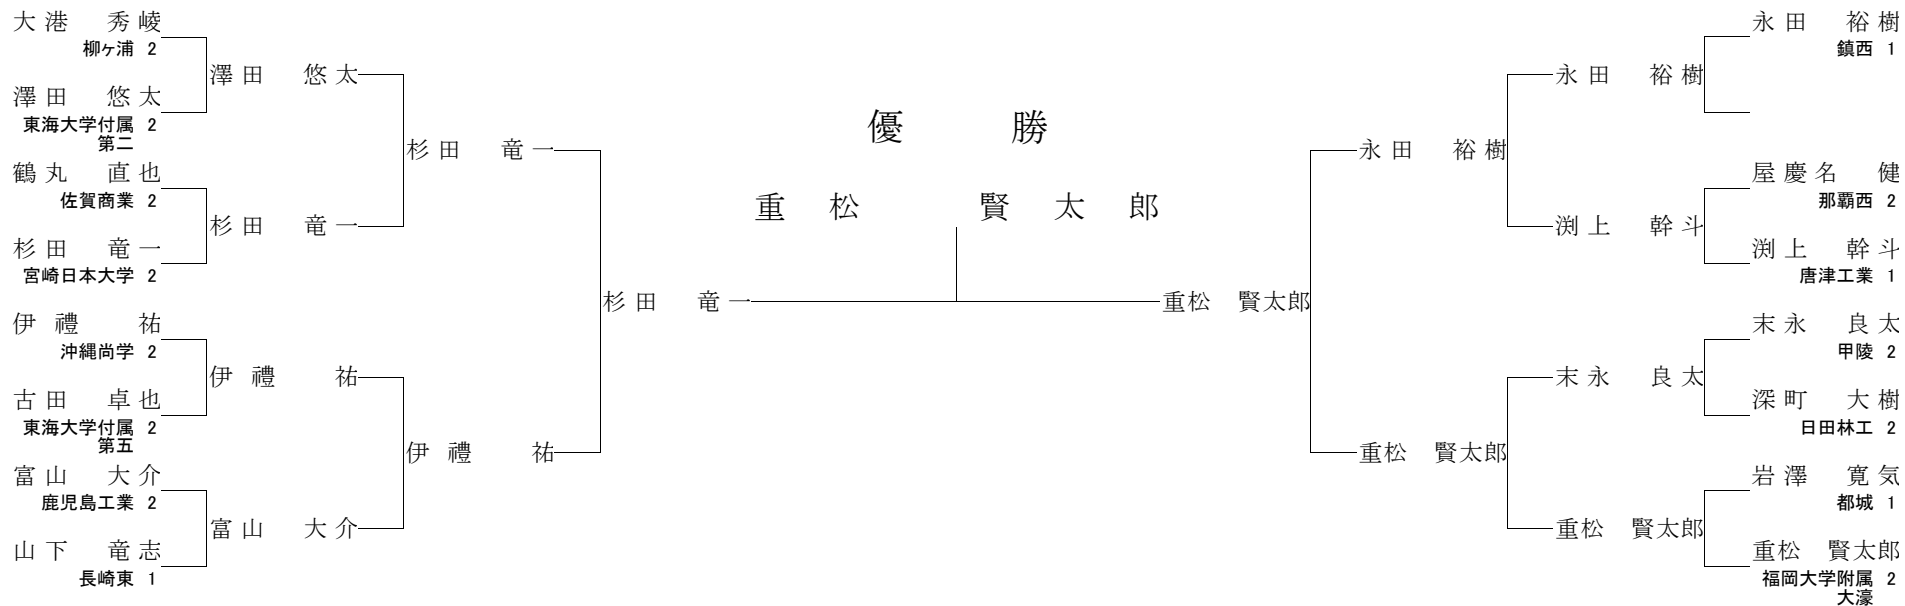 大港 秀崚
柳ヶ浦 2
澤田 悠太
東海大学付属第二 2
鶴丸 直也
佐賀商業 2
杉田 竜一
宮崎日本大学 2
伊禮 祐
沖縄尚学 2
古田 卓也
東海大学付属第五 2
富山 大介
鹿児島工業 2
山下 竜志
長崎東 1
澤田 悠太
杉田 竜一
伊禮 祐
富山 大介
杉田 竜一
伊禮 祐
杉田 竜一
優勝
重松 賢太郎
重松 賢太郎
永田 裕樹
重松 賢太郎
永田 裕樹
渕上 幹斗
末永 良太
重松 賢太郎
永田 裕樹
鎮西 1
屋慶名 健
那覇西 2
渕上 幹斗
唐津工業 1
末永 良太
甲陵 2
深町 大樹
日田林工 2
岩澤 寛気
都城 1
重松 賢太郎
福岡大学附属大濠 2